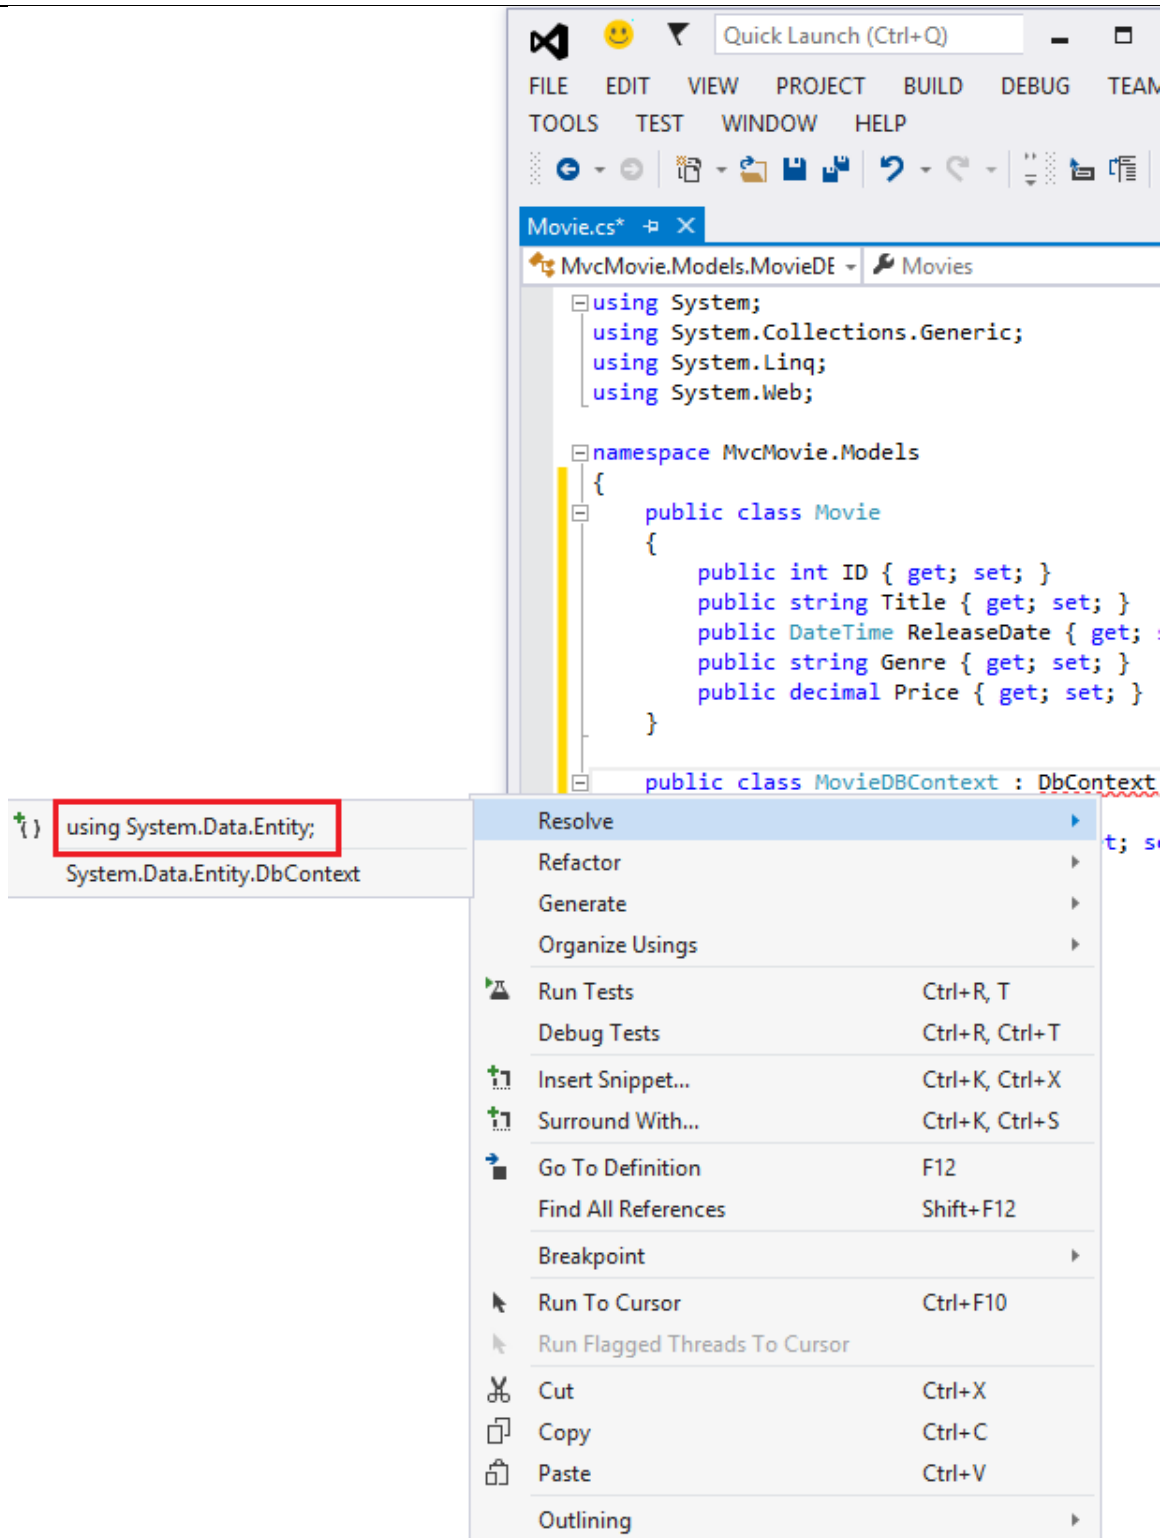 Quick Launch (Ctrl+Q)
FILE EDIT VIEW PROJECT BUILD DEBUG TEAM
TOOLS TEST WINDOW HELP
Movie.cs*
MvcMovie.Models.MovieDE Movies
using System;
using System.Collections.Generic;
using System.Linq;
using System.Web;
namespace MvcMovie.Models
{
public class Movie
{
public int ID { get; set; }
public string Title { get; set; }
public DateTime ReleaseDate { get; s
public string Genre { get; set; }
public decimal Price { get; set; }
}
public class MovieDBContext : DbContext
t; se
using System.Data.Entity;
System.Data.Entity.DbContext
Resolve
Refactor
Generate
Organize Usings
Run Tests Ctrl+R, T
Debug Tests Ctrl+R, Ctrl+T
Insert Snippet... Ctrl+K, Ctrl+X
Surround With... Ctrl+K, Ctrl+S
Go To Definition F12
Find All References Shift+F12
Breakpoint
Run To Cursor Ctrl+F10
Run Flagged Threads To Cursor
Cut Ctrl+X
Copy Ctrl+C
Paste Ctrl+V
Outlining